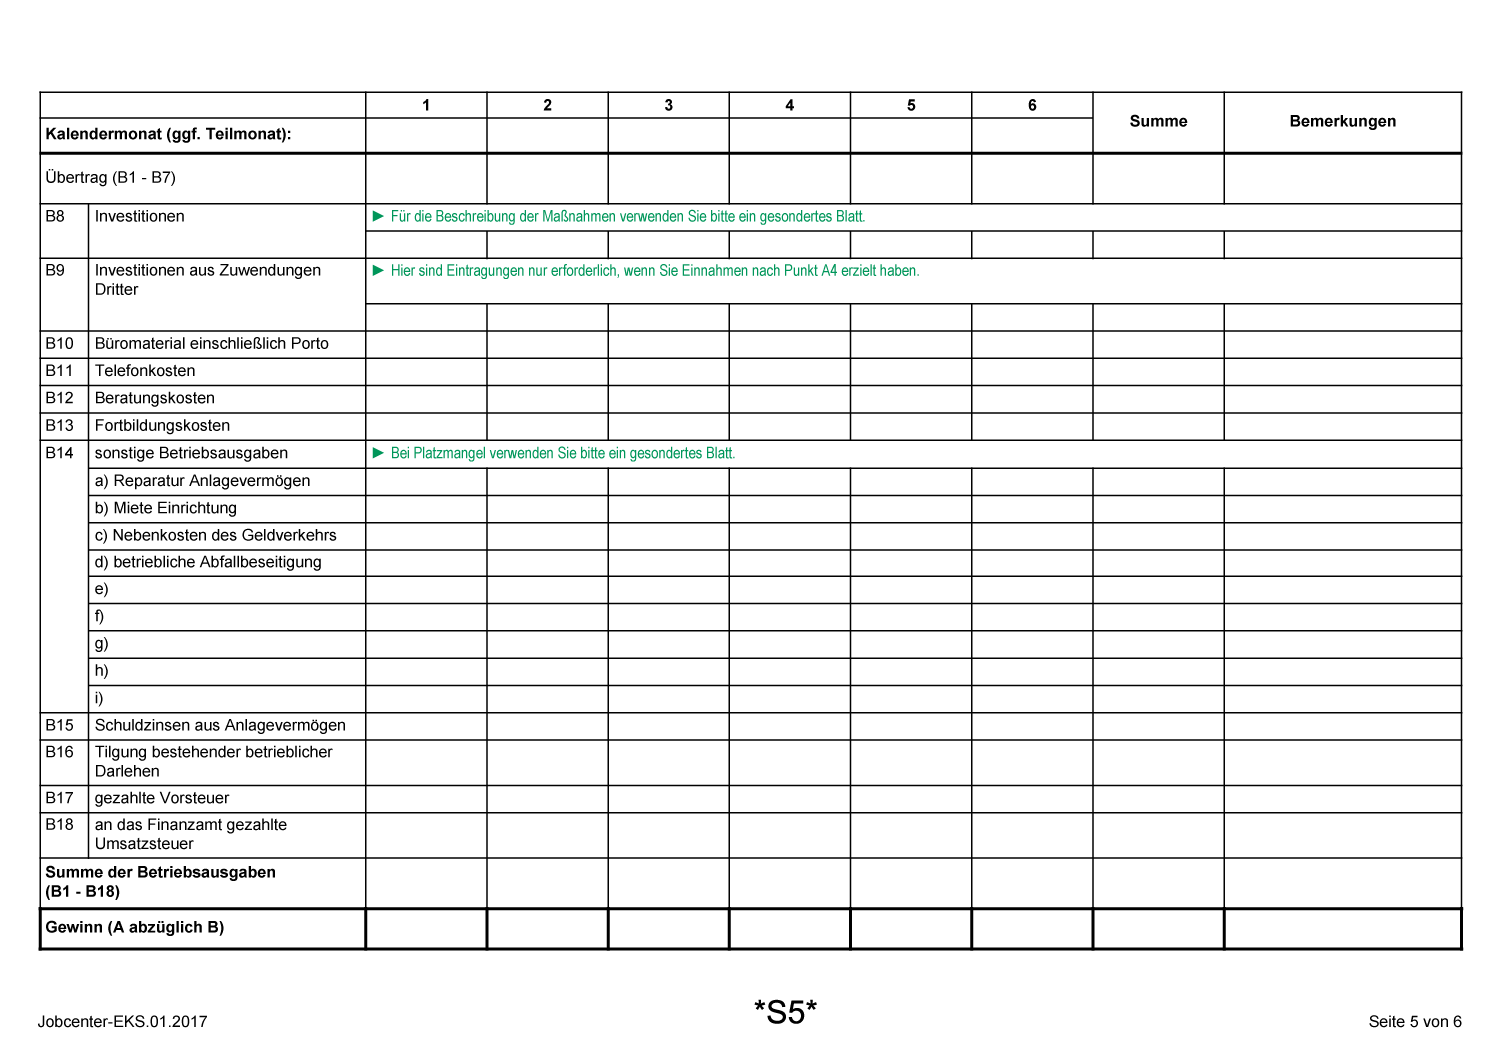 1 2 3 4 5 6 Summe Bemerkungen
Kalendermonat (ggf. Teilmonat):
Übertrag (B1 - B7)
B8 Investitionen ► Für die Beschreibung der Maßnahmen verwenden Sie bitte ein gesondertes Blatt.
B9 Investitionen aus Zuwendungen ► Hier sind Eintragungen nur erforderlich, wenn Sie Einnahmen nach Punkt A4 erzielt haben.
Dritter
B10 Büromaterial einschließlich Porto
B11 Telefonkosten
B12 Beratungskosten
B13 Fortbildungskosten
B14 sonstige Betriebsausgaben ► Bei Platzmangel verwenden Sie bitte ein gesondertes Blatt.
a) Reparatur Anlagevermögen
b) Miete Einrichtung
c) Nebenkosten des Geldverkehrs
d) betriebliche Abfallbeseitigung
e)
f)
g)
h)
i)
B15 Schuldzinsen aus Anlagevermögen
B16 Tilgung bestehender betrieblicher
Darlehen
B17 gezahlte Vorsteuer
B18 an das Finanzamt gezahlte
Umsatzsteuer
Summe der Betriebsausgaben
(B1 - B18)
Gewinn (A abzüglich B)
Jobcenter-EKS.01.2017 *S5* Seite 5 von 6